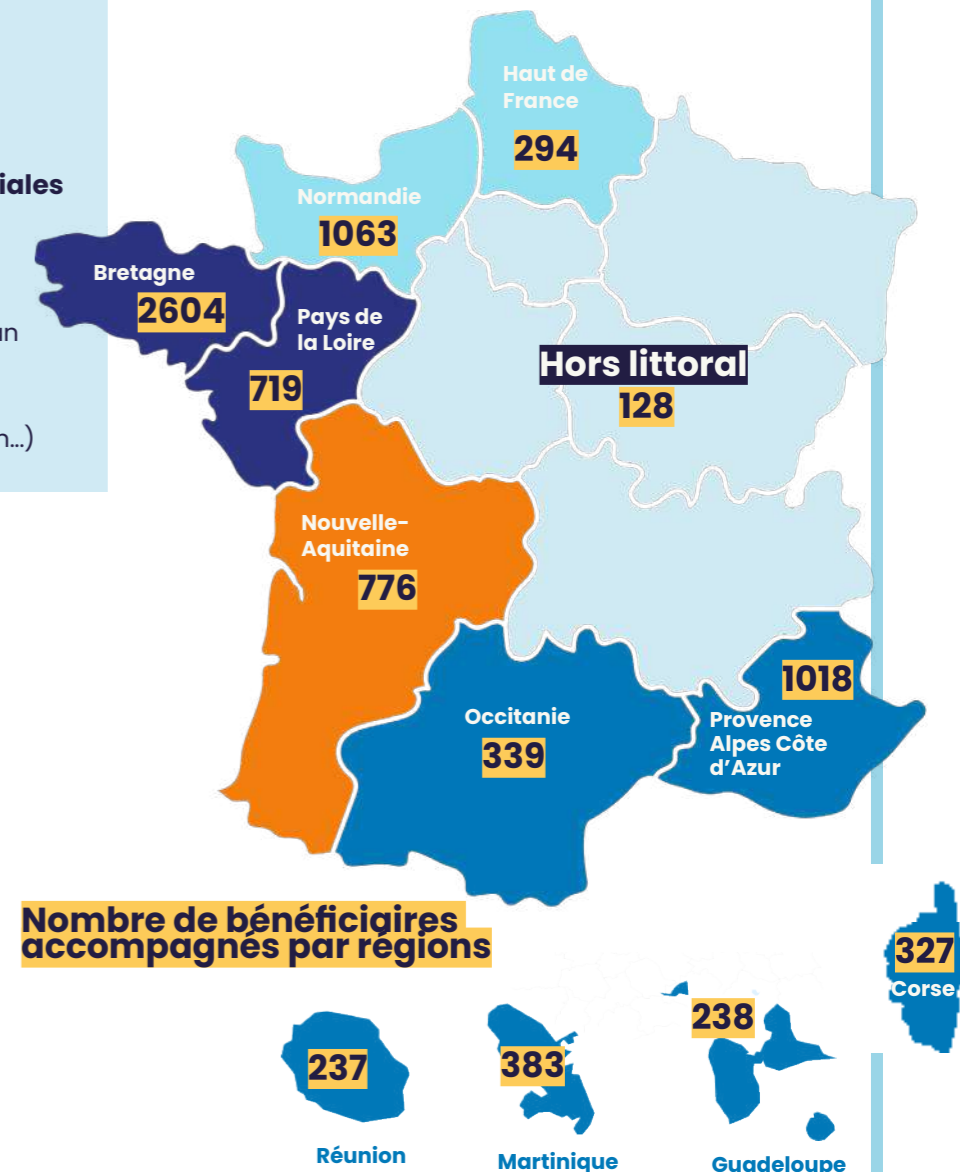 iales
n...)
Haut de
France
294
Normandie
1063
Bretagne
2604
Pays de
la Loire
719
Hors littoral
128
Nouvelle-
Aquitaine
776
Occitanie
339
1018
Provence
Alpes Côte
d'Azur
Nombre de bénéficiaires
accompagnés par régions
327
Corse
237
Réunion
383
Martinique
238
Guadeloupe